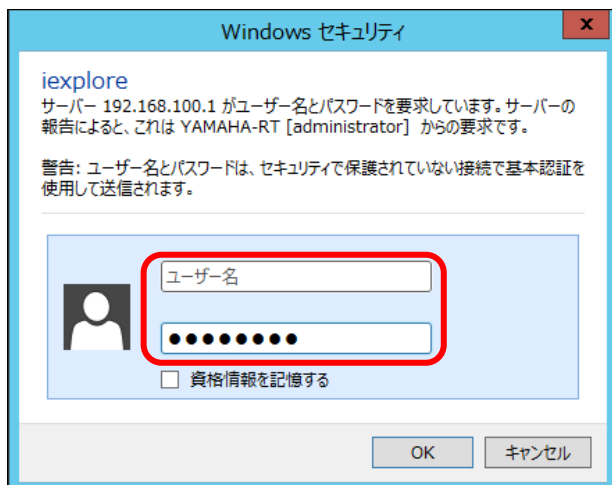 Windows セキュリティ
x
iexplore
サーバー 192.168.100.1 がユーザー名とパスワードを要求しています。サーバーの
報告によると、これは YAMAHA-RT [administrator] からの要求です。
警告: ユーザー名とパスワードは、セキュリティで保護されていない接続で基本認証を
使用して送信されます。
ユーザー名
●●●●●●●●
資格情報を記憶する
OK
キャンセル